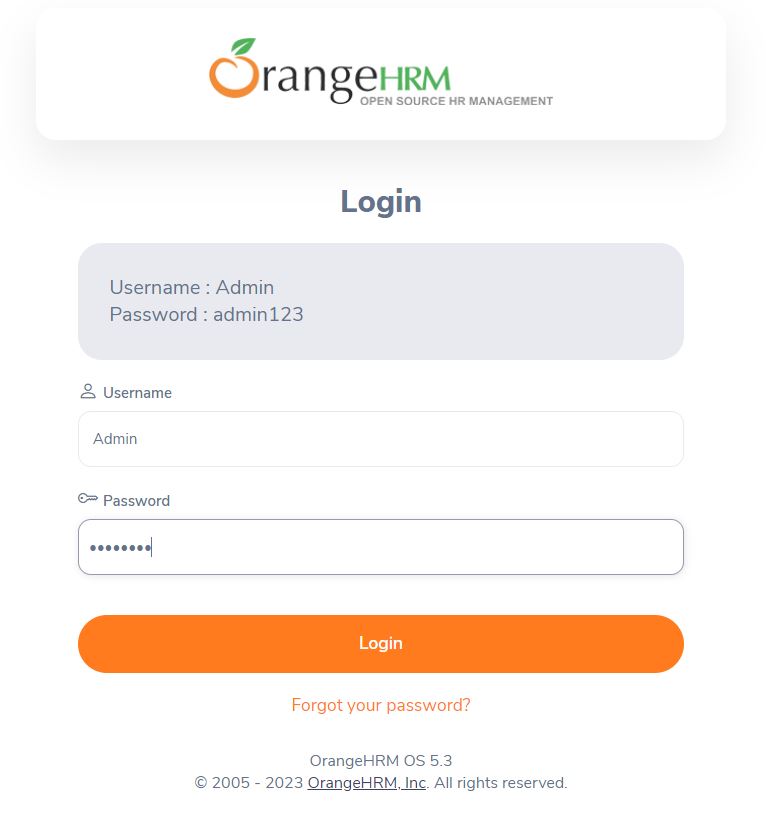 OrangeHRM
OPEN SOURCE HR MANAGEMENT
Login
Username : Admin
Password : admin123
Username
Admin
Password
••••••••
Login
Forgot your password?
OrangeHRM OS 5.3
© 2005 - 2023 OrangeHRM, Inc. All rights reserved.